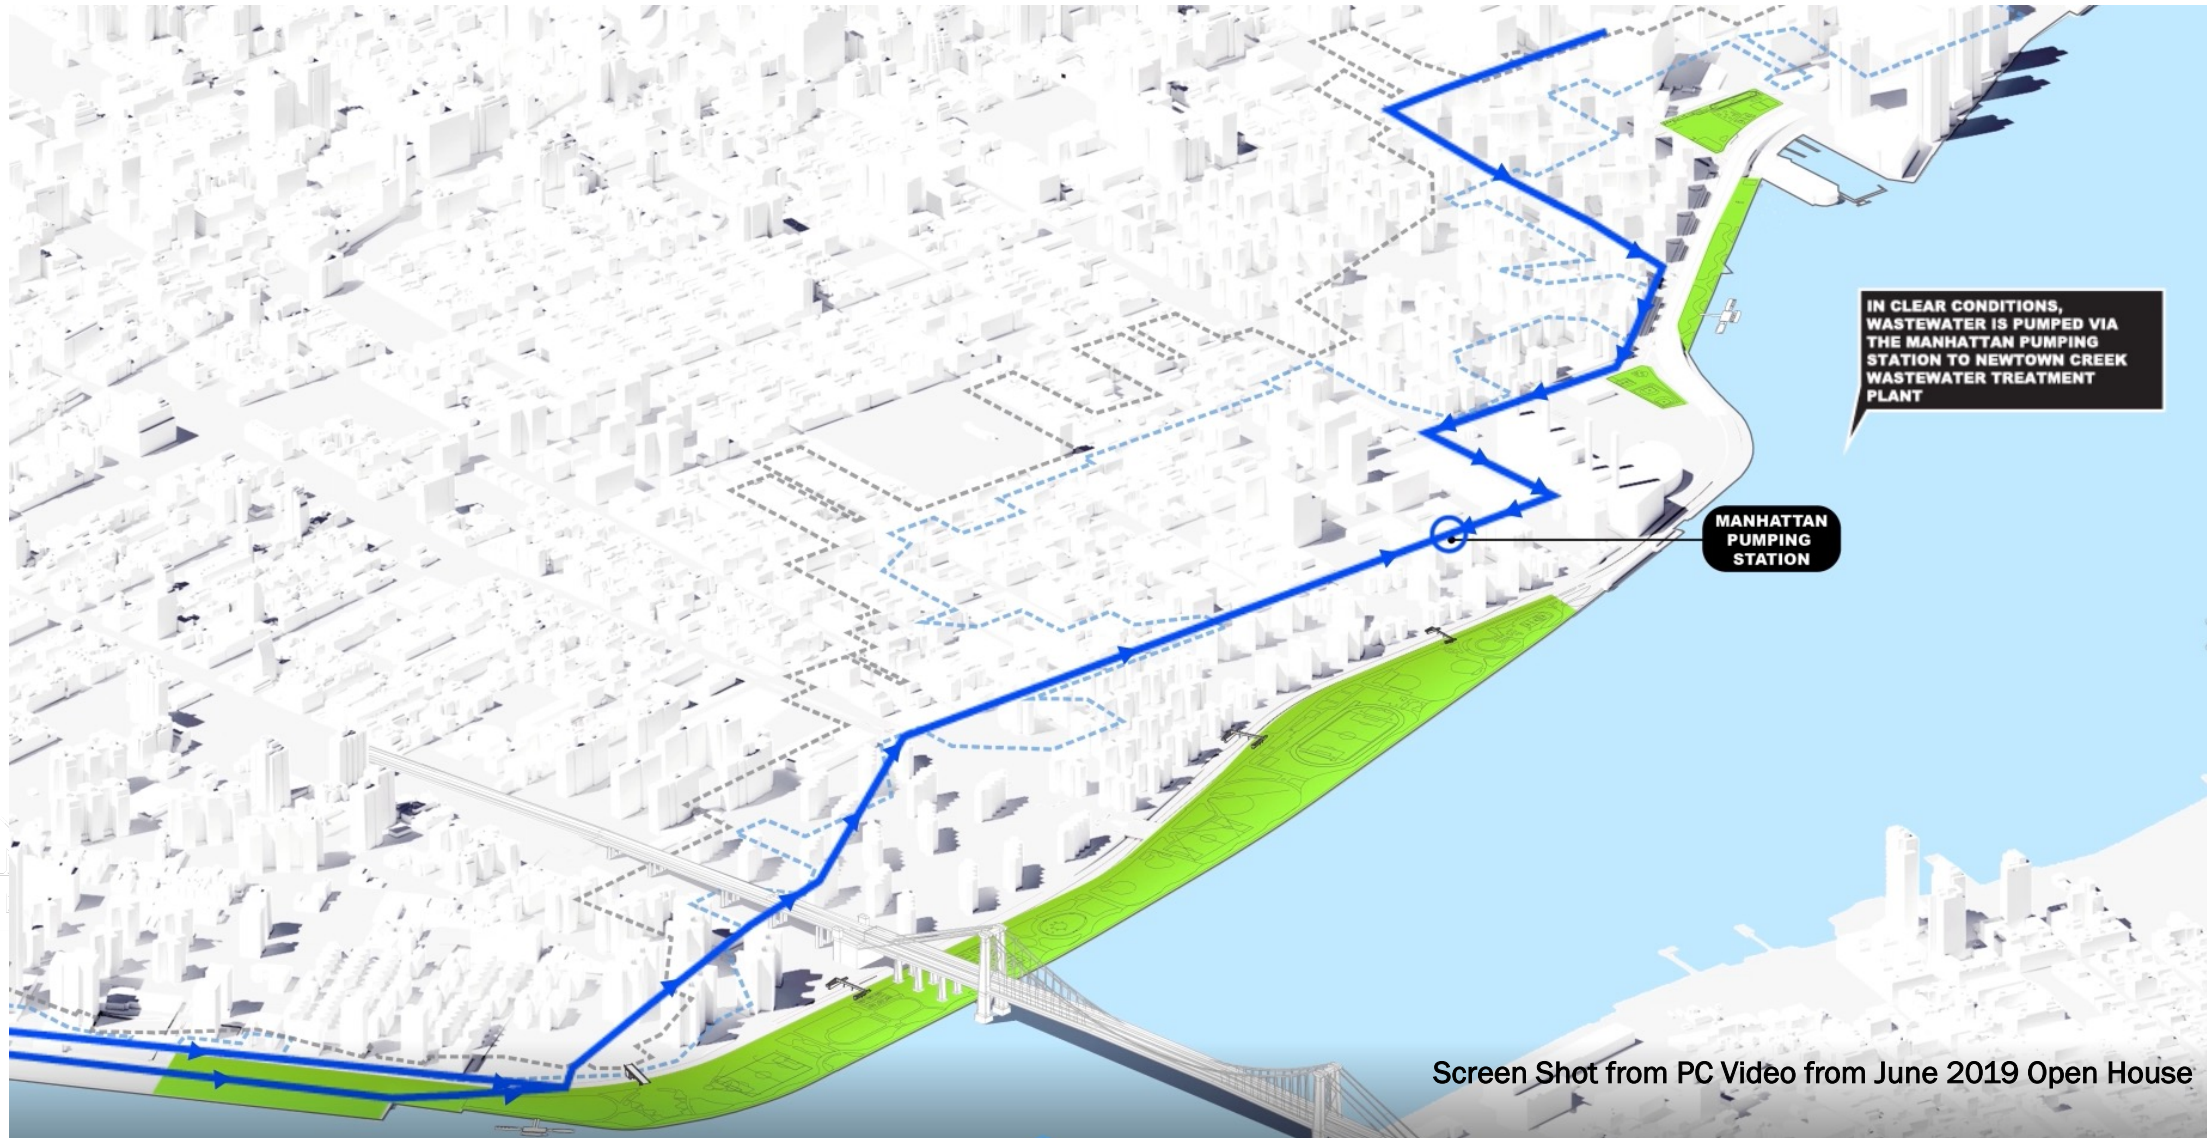 IN CLEAR CONDITIONS,
WASTEWATER IS PUMPED VIA
THE MANHATTAN PUMPING
STATION TO NEWTOWN CREEK
WASTEWATER TREATMENT
PLANT
MANHATTAN
PUMPING
STATION
Screen Shot from PC Video from June 2019 Open House